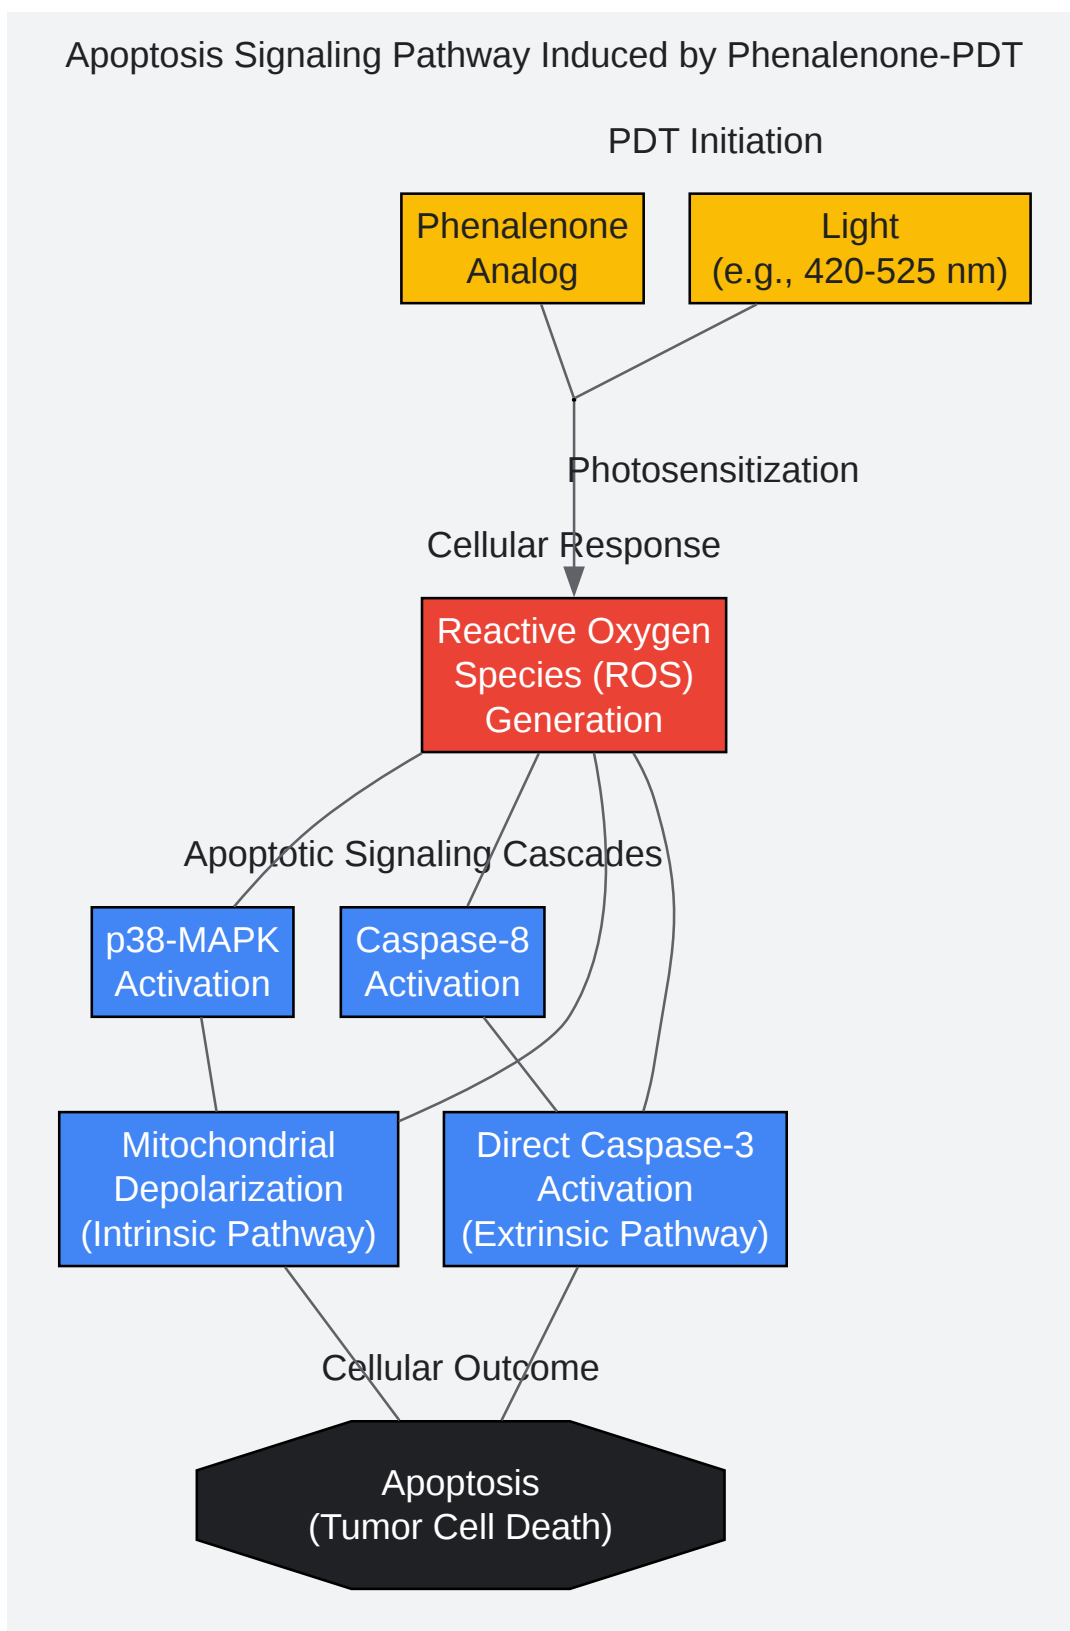 Apoptosis Signaling Pathway Induced by Phenalenone-PDT
PDT Initiation
Phenalenone
Analog
Light
(e.g., 420-525 nm)
Photosensitization
Cellular Response
Reactive Oxygen
Species (ROS)
Generation
Apoptotic Signaling Cascades
p38-MAPK
Activation
Caspase-8
Activation
Mitochondrial
Depolarization
(Intrinsic Pathway)
Direct Caspase-3
Activation
(Extrinsic Pathway)
Cellular Outcome
Apoptosis
(Tumor Cell Death)